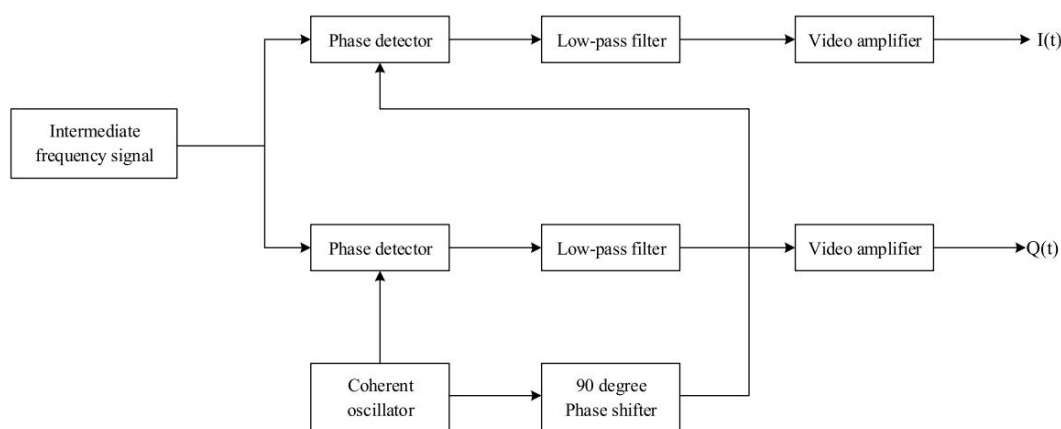 Phase detector
Low-pass filter
Video amplifier
I(t)
Intermediate
frequency signal
Phase detector
Low-pass filter
Video amplifier
Q(t)
Coherent
oscillator
90 degree
Phase shifter